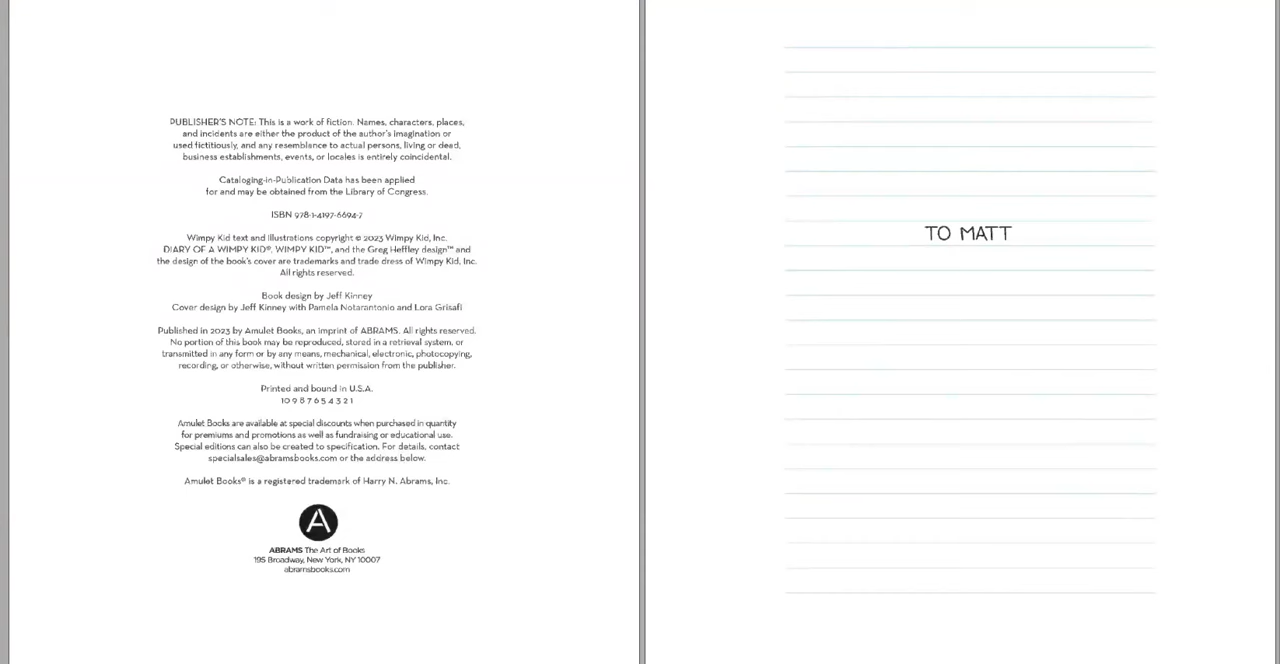 PUBLISHER'S NOTE: This is a work of fiction. Names, characters, places,
and incidents are either the product of the author's imagination or
used fictitiously, and any resemblance to actual persons, living or dead,
business establishments, events, or locales is entirely coincidental.
Cataloging-in-Publication Data has been applied
for and may be obtained from the Library of Congress.
ISBN 978-1-4197-6694-7
Wimpy Kid text and illustrations copyright © 2023 Wimpy Kid, Inc.
DIARY OF A WIMPY KID®, WIMPY KID™, and the Greg Heffley design™ and
the design of the book's cover are trademarks and trade dress of Wimpy Kid, Inc.
All rights reserved.
Book design by Jeff Kinney
Cover design by Jeff Kinney with Pamela Notarantonio and Lora Grisafi
Published in 2023 by Amulet Books, an imprint of ABRAMS. All rights reserved.
No portion of this book may be reproduced, stored in a retrieval system, or
transmitted in any form or by any means, mechanical, electronic, photocopying,
recording, or otherwise, without written permission from the publisher.
Printed and bound in U.S.A.
10 9 8 7 6 5 4 3 2 1
Amulet Books are available at special discounts when purchased in quantity
for premiums and promotions as well as fundraising or educational use.
Special editions can also be created to specification. For details, contact
specialsales@abramsbooks.com or the address below.
Amulet Books® is a registered trademark of Harry N. Abrams, Inc.
A
ABRAMS The Art of Books
195 Broadway, New York, NY 10007
abramsbooks.com
TO MATT